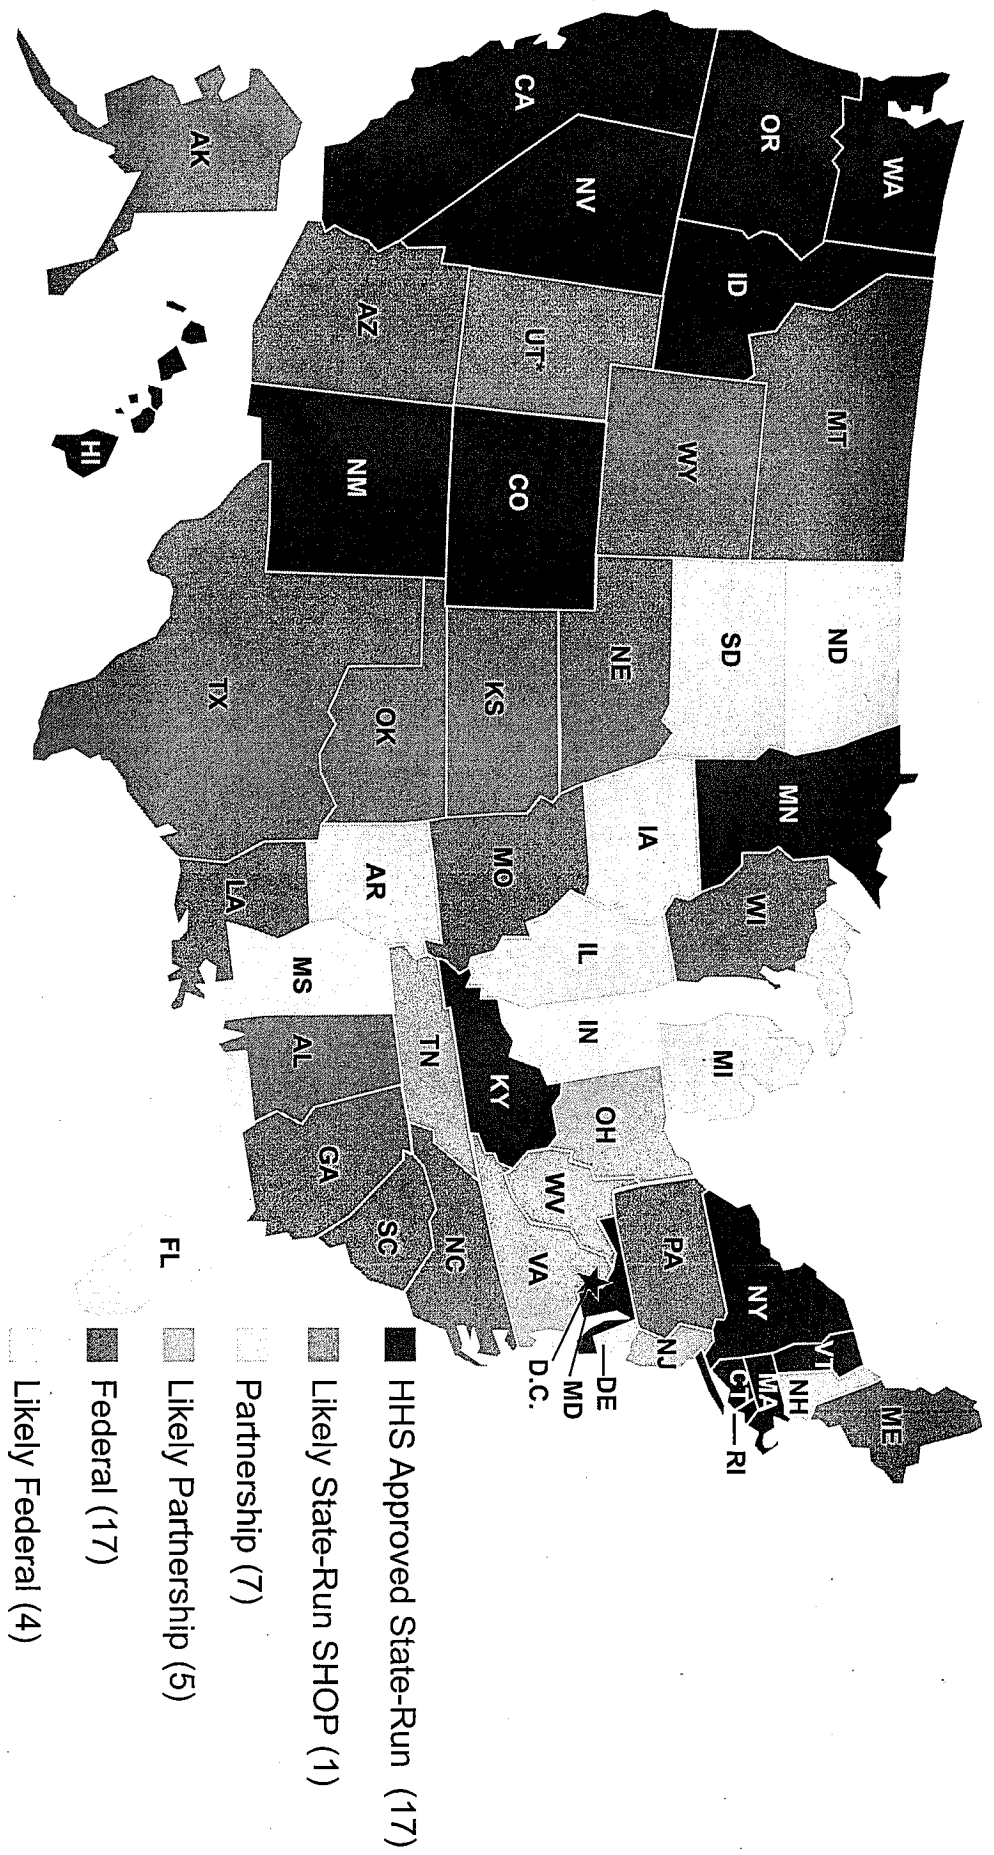 WA
OR
CA
NV
ID
MT
WY
UT*
AZ
CO
NM
AK
HI
ND
SD
NE
KS
OK
TX
MN
IA
MO
AR
LA
WI
IL
MS
MI
IN
KY
TN
AL
OH
WV
VA
NC
SC
GA
FL
PA
NY
NJ
VT
NH
ME
MA
CT
RI
DE
MD
D.C.
HHS Approved State-Run (17)
Likely State-Run SHOP (1)
Partnership (7)
Likely Partnership (5)
Federal (17)
Likely Federal (4)